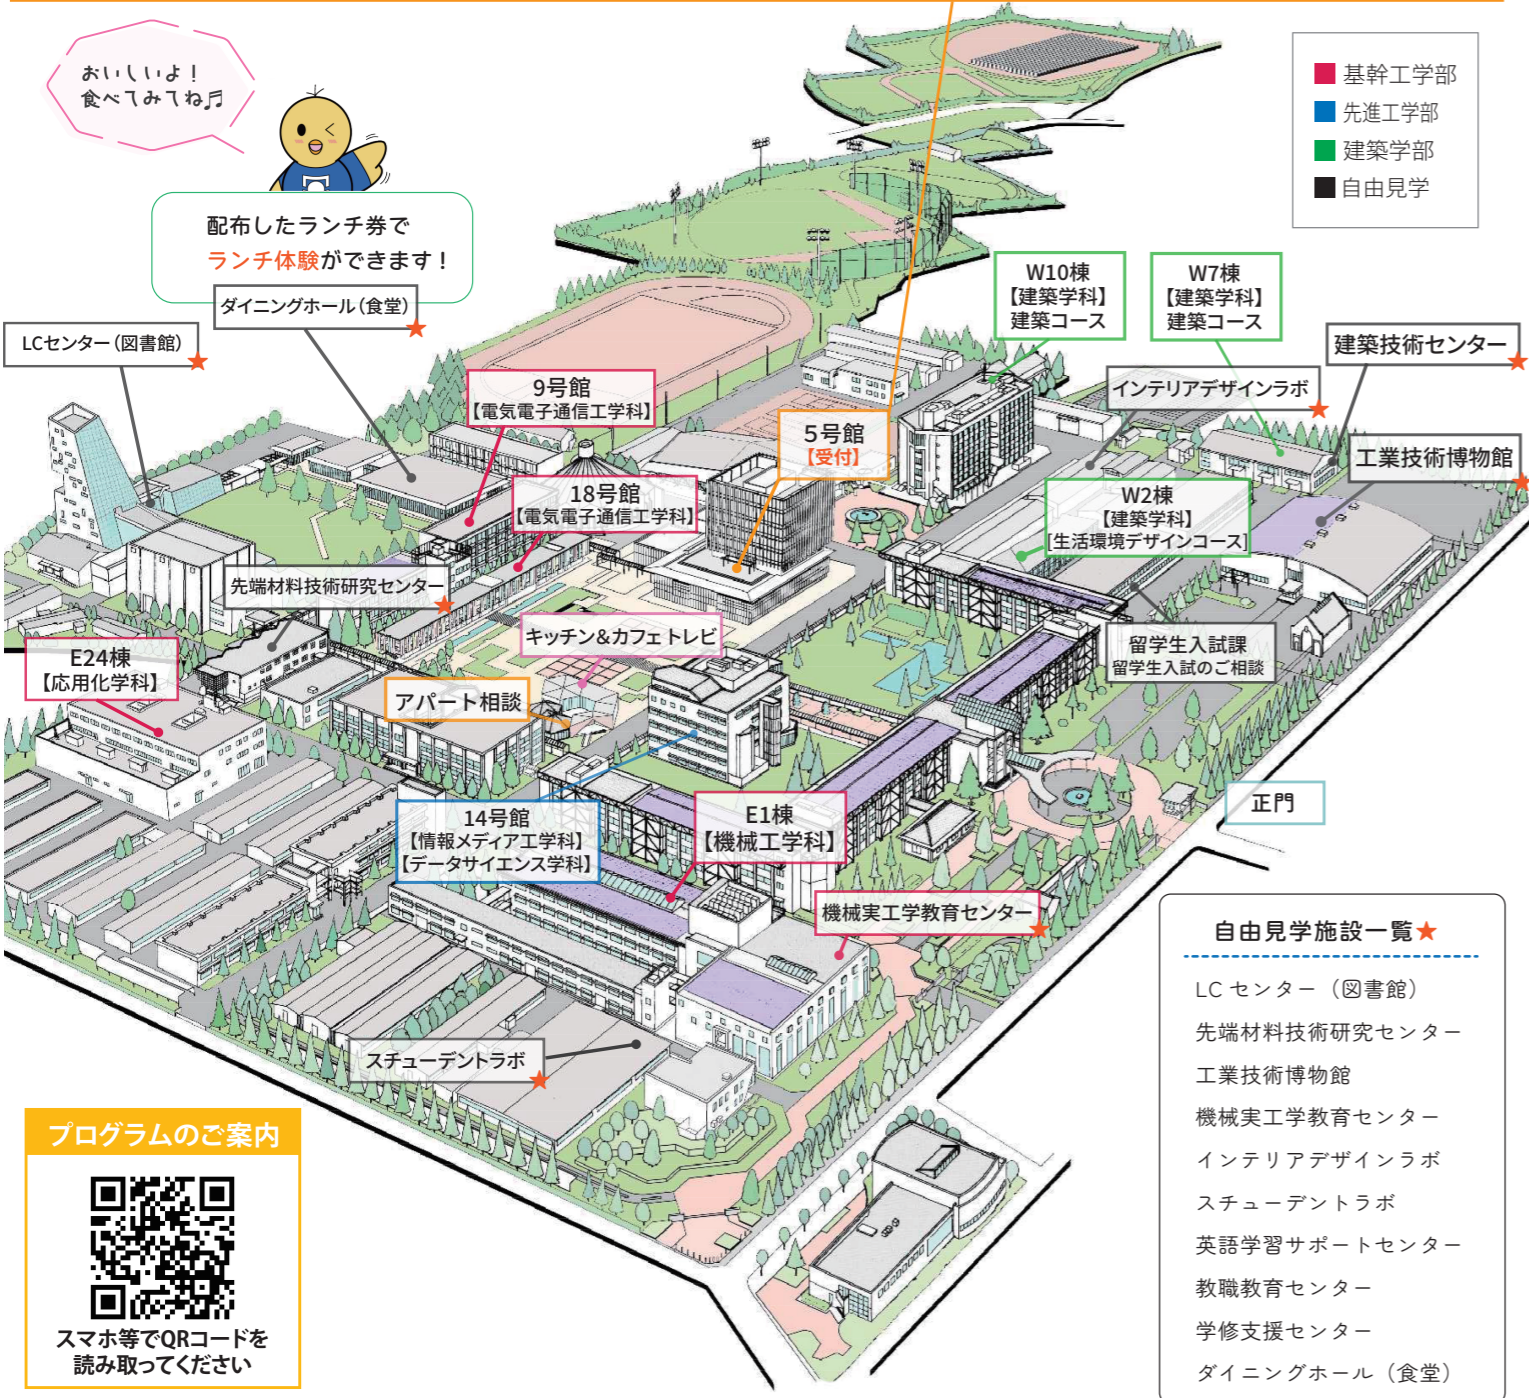 おいしいよ！
食べてみてね♬
配布したランチ券で
ランチ体験ができます！
基幹工学部
先進工学部
建築学部
自由見学
ダイニングホール（食堂）
LCセンター（図書館）
9号館
【電気電子通信工学科】
18号館
【電気電子通信工学科】
5号館
【受付】
W10棟
【建築学科】
建築コース
W7棟
【建築学科】
建築コース
建築技術センター
インテリアデザインラボ
工業技術博物館
W2棟
【建築学科】
[生活環境デザインコース]
先端材料技術研究センター
キッチン&カフェ トレビ
留学生入試課
留学生入試のご相談
E24棟
【応用化学科】
アパート相談
14号館
【情報メディア工学科】
【データサイエンス学科】
E1棟
【機械工学科】
正門
機械実工学教育センター
スチューデントラボ
自由見学施設一覧★
LC センター（図書館）
先端材料技術研究センター
工業技術博物館
機械実工学教育センター
インテリアデザインラボ
スチューデントラボ
英語学習サポートセンター
教職教育センター
学修支援センター
ダイニングホール（食堂）
プログラムのご案内
スマホ等でQRコードを
読み取ってください